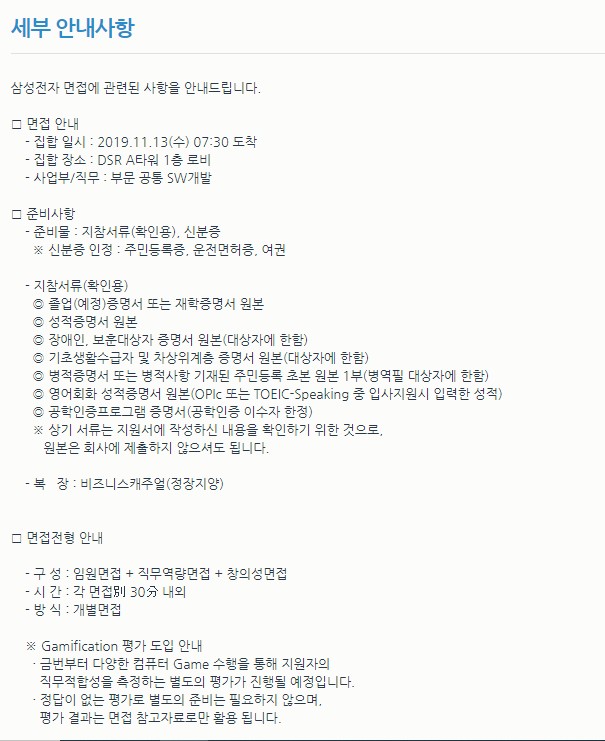 세부 안내사항
삼성전자 면접에 관련된 사항을 안내드립니다.
□ 면접 안내
- 집합 일시 : 2019.11.13(수) 07:30 도착
- 집합 장소 : DSR A타워 1층 로비
- 사업부/직무 : 부문 공통 SW개발
□ 준비사항
- 준비물 : 지참서류(확인용), 신분증
※ 신분증 인정 : 주민등록증, 운전면허증, 여권
- 지참서류(확인용)
◎ 졸업(예정)증명서 또는 재학증명서 원본
◎ 성적증명서 원본
◎ 장애인, 보훈대상자 증명서 원본(대상자에 한함)
◎ 기초생활수급자 및 차상위계층 증명서 원본(대상자에 한함)
◎ 병적증명서 또는 병적사항 기재된 주민등록 초본 원본 1부(병역필 대상자에 한함)
◎ 영어회화 성적증명서 원본(OPIc 또는 TOEIC-Speaking 중 입사지원시 입력한 성적)
◎ 공학인증프로그램 증명서(공학인증 이수자 한정)
※ 상기 서류는 지원서에 작성하신 내용을 확인하기 위한 것으로,
원본은 회사에 제출하지 않으셔도 됩니다.
- 복 장 : 비즈니스캐주얼(정장지양)
□ 면접전형 안내
- 구 성 : 임원면접 + 직무역량면접 + 창의성면접
- 시 간 : 각 면접別 30分 내외
- 방 식 : 개별면접
※ Gamification 평가 도입 안내
· 금번부터 다양한 컴퓨터 Game 수행을 통해 지원자의
직무적합성을 측정하는 별도의 평가가 진행될 예정입니다.
· 정답이 없는 평가로 별도의 준비는 필요하지 않으며,
평가 결과는 면접 참고자료로만 활용 됩니다.